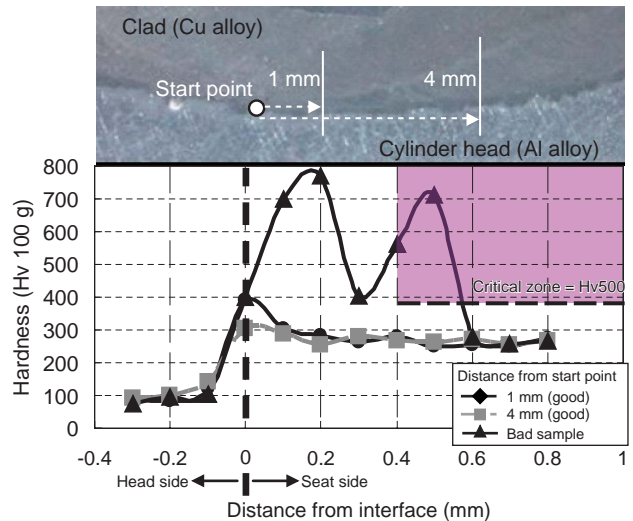 Clad (Cu alloy)
1 mm
4 mm
Start point
Cylinder head (Al alloy)
Hardness (Hv 100 g)
800
700
600
500
400
300
200
100
0
Critical zone = Hv500
Distance from start point
1 mm (good)
4 mm (good)
Bad sample
-0.4 -0.2 0 0.2 0.4 0.6 0.8 1
Head side Seat side
Distance from interface (mm)